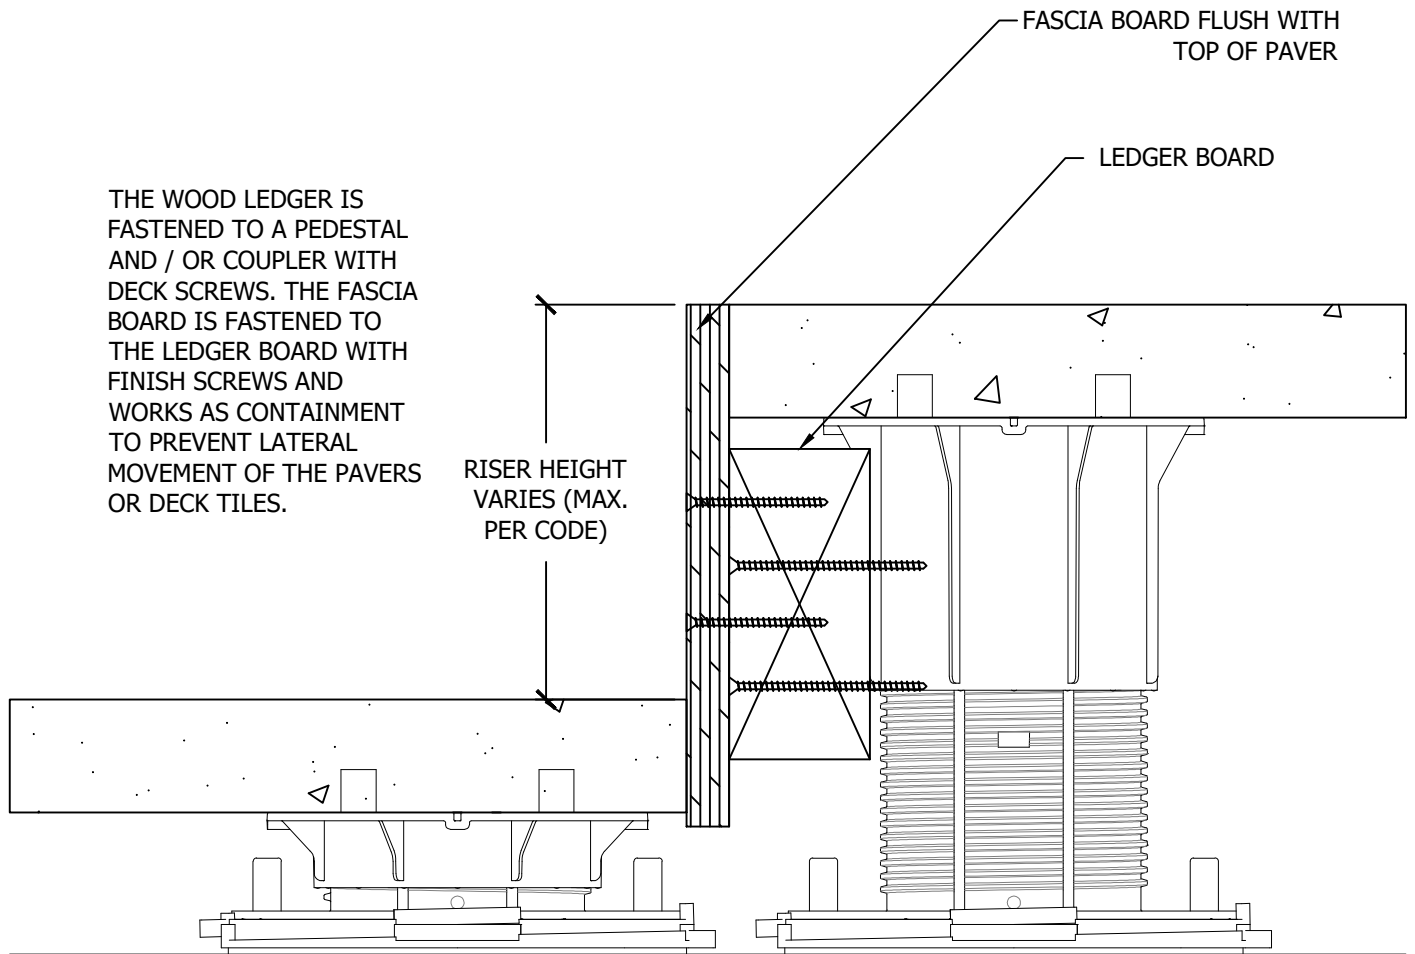 FASCIA BOARD FLUSH WITH
TOP OF PAVER
LEDGER BOARD
THE WOOD LEDGER IS
FASTENED TO A PEDESTAL
AND / OR COUPLER WITH
DECK SCREWS. THE FASCIA
BOARD IS FASTENED TO
THE LEDGER BOARD WITH
FINISH SCREWS AND
WORKS AS CONTAINMENT
TO PREVENT LATERAL
MOVEMENT OF THE PAVERS
OR DECK TILES.
RISER HEIGHT
VARIES (MAX.
PER CODE)